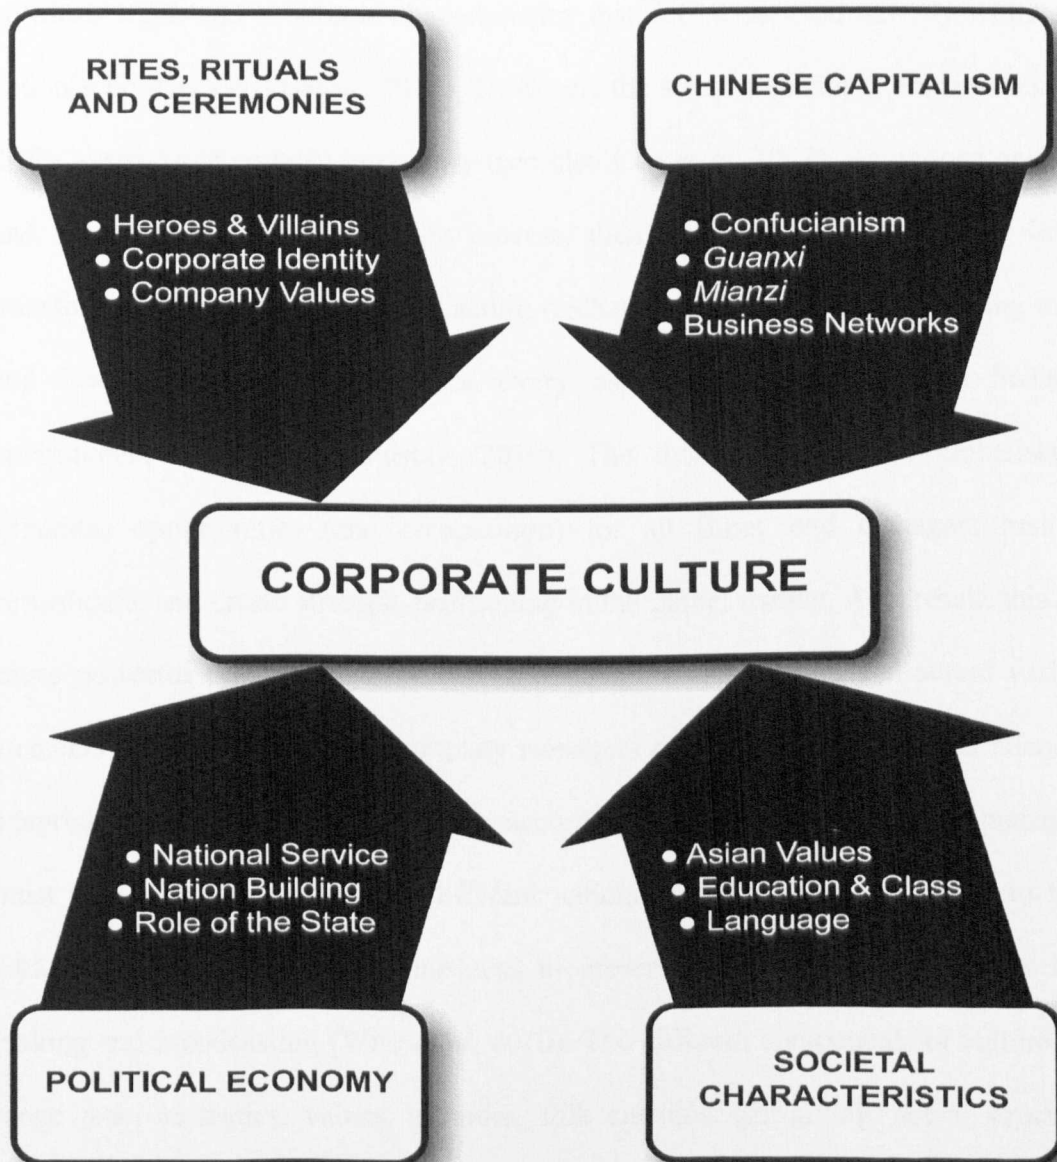 RITES, RITUALS
AND CEREMONIES
• Heroes & Villains
• Corporate Identity
• Company Values
CHINESE CAPITALISM
• Confucianism
• Guanxi
• Mianzi
• Business Networks
CORPORATE CULTURE
• National Service
• Nation Building
• Role of the State
POLITICAL ECONOMY
• Asian Values
• Education & Class
• Language
SOCIETAL
CHARACTERISTICS